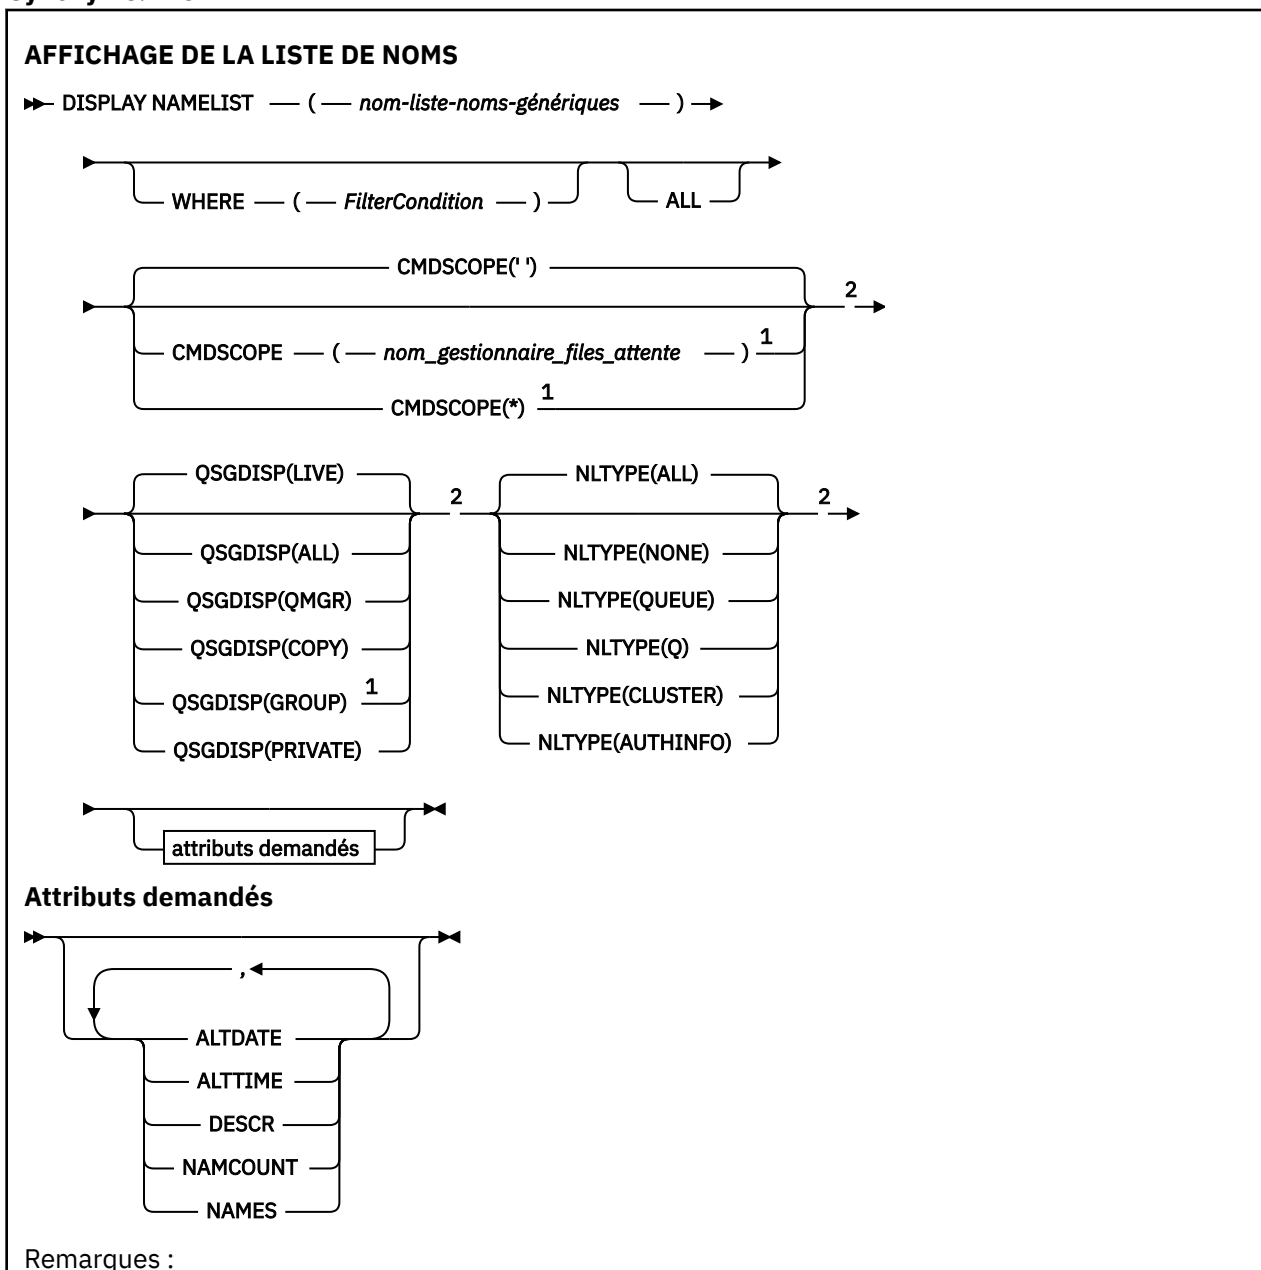 AFFICHAGE DE LA LISTE DE NOMS
DISPLAY NAMELIST ( nom-liste-noms-génériques )
WHERE ( FilterCondition ) ALL
CMDSCOPE(' ')
2
CMDSCOPE ( nom_gestionnaire_files_attente ) 1
CMDSCOPE(*) 1
QSGDISP(LIVE) NLTYPE(ALL)
2 2
QSGDISP(ALL) NLTYPE(NONE)
QSGDISP(QMGR) NLTYPE(QUEUE)
QSGDISP(COPY) NLTYPE(Q)
QSGDISP(GROUP) 1 NLTYPE(CLUSTER)
QSGDISP(PRIVATE) NLTYPE(AUTHINFO)
attributs demandés
Attributs demandés
,
ALTDATE
ALTTIME
DESCR
NAMCOUNT
NAMES
Remarques :